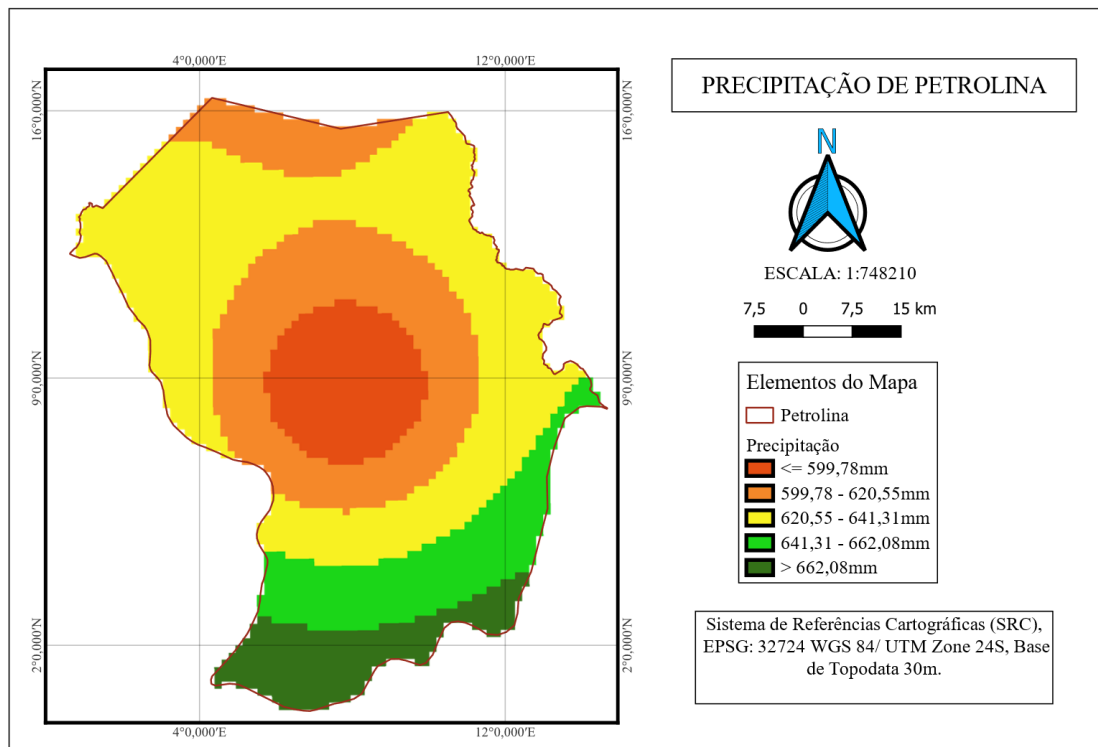 PRECIPITAÇÃO DE PETROLINA
4°0,000'E
12°0,000'E
16°0,000'N
16°0,000'N
9°0,000'N
9°0,000'N
2°0,000'N
2°0,000'N
4°0,000'E
12°0,000'E
N
ESCALA: 1:748210
7,5 0 7,5 15 km
Elementos do Mapa
Petrolina
Precipitação
<= 599,78mm
599,78 - 620,55mm
620,55 - 641,31mm
641,31 - 662,08mm
> 662,08mm
Sistema de Referências Cartográficas (SRC),
EPSG: 32724 WGS 84/ UTM Zone 24S, Base
de Topodata 30m.